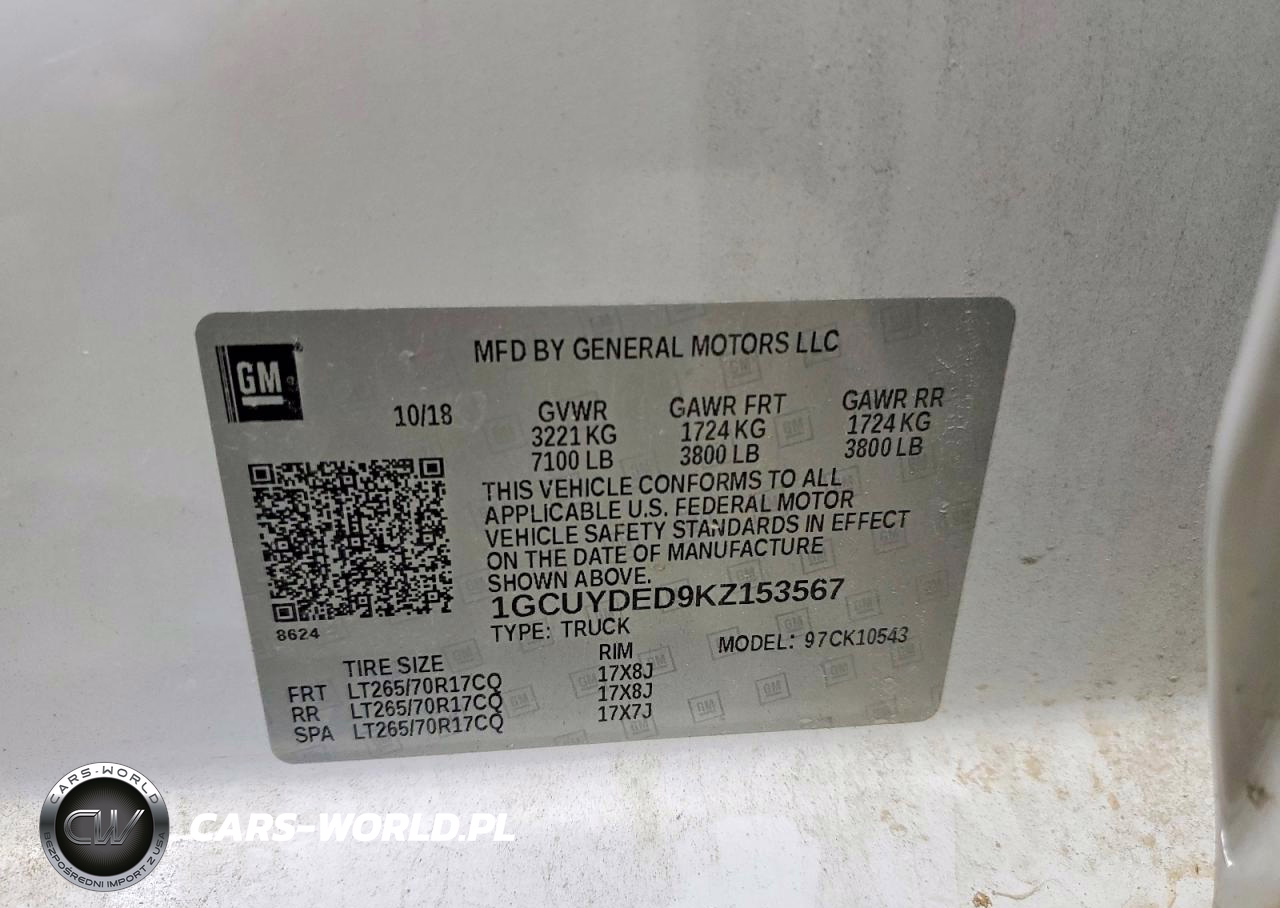 GM
MFD BY GENERAL MOTORS LLC
10/18
GVWR GAWR FRT GAWR RR
3221 KG 1724 KG 1724 KG
7100 LB 3800 LB 3800 LB
THIS VEHICLE CONFORMS TO ALL
APPLICABLE U.S. FEDERAL MOTOR
VEHICLE SAFETY STANDARDS IN EFFECT
ON THE DATE OF MANUFACTURE
SHOWN ABOVE.
1GCUYDED9KZ153567
8624
TYPE: TRUCK
MODEL: 97CK10543
TIRE SIZE RIM
FRT LT265/70R17CQ 17X8J
RR LT265/70R17CQ 17X8J
SPA LT265/70R17CQ 17X7J
CARS-WORLD
CW
BEZPOŚREDNI IMPORT Z USA
CARS-WORLD.PL